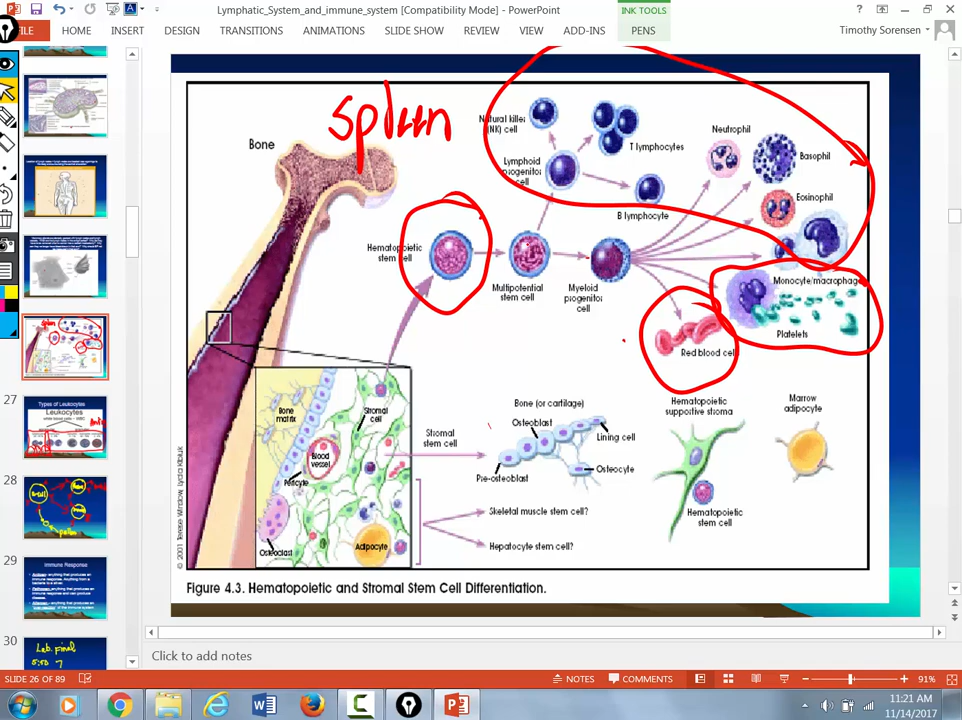 Lymphatic_System_and_immune_system [Compatibility Mode] - PowerPoint
INK TOOLS
FILE
HOME
INSERT
DESIGN
TRANSITIONS
ANIMATIONS
SLIDE SHOW
REVIEW
VIEW
ADD-INS
PENS
Timothy Sorensen
27
28
29
30
Types of Leukocytes
Leukocytes
Immune Response
Lab. final
spleen
Bone
Natural killer
(NK) cell
T lymphocytes
Lymphoid
progenitor
cell
B lymphocyte
Neutrophil
Basophil
Eosinophil
Monocyte/macrophage
Platelets
Red blood cell
Hematopoietic
stem cell
Multipotential
stem cell
Myeloid
progenitor
cell
Bone
matrix
Stromal
cell
Blood
vessel
Pericyte
Osteoclast
Adipocyte
Stromal
stem cell
Bone (or cartilage)
Osteoblast
Lining cell
Pre-osteoblast
Osteocyte
Skeletal muscle stem cell?
Hepatocyte stem cell?
Hematopoietic
supportive stroma
Marrow
adipocyte
Hematopoietic
stem cell
© 2001 Terese Winslow, Lydia Kibiuk
Figure 4.3. Hematopoietic and Stromal Stem Cell Differentiation.
Click to add notes
SLIDE 26 OF 89
NOTES
COMMENTS
91%
11:21 AM
11/14/2017